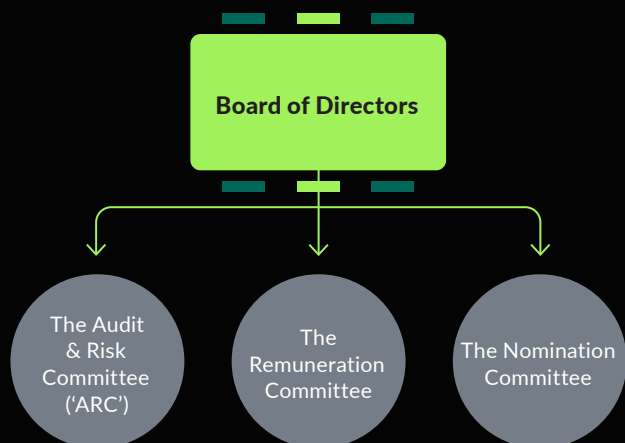 Board of Directors
The Audit
& Risk
Committee
(‘ARC’)
The
Remuneration
Committee
The Nomination
Committee